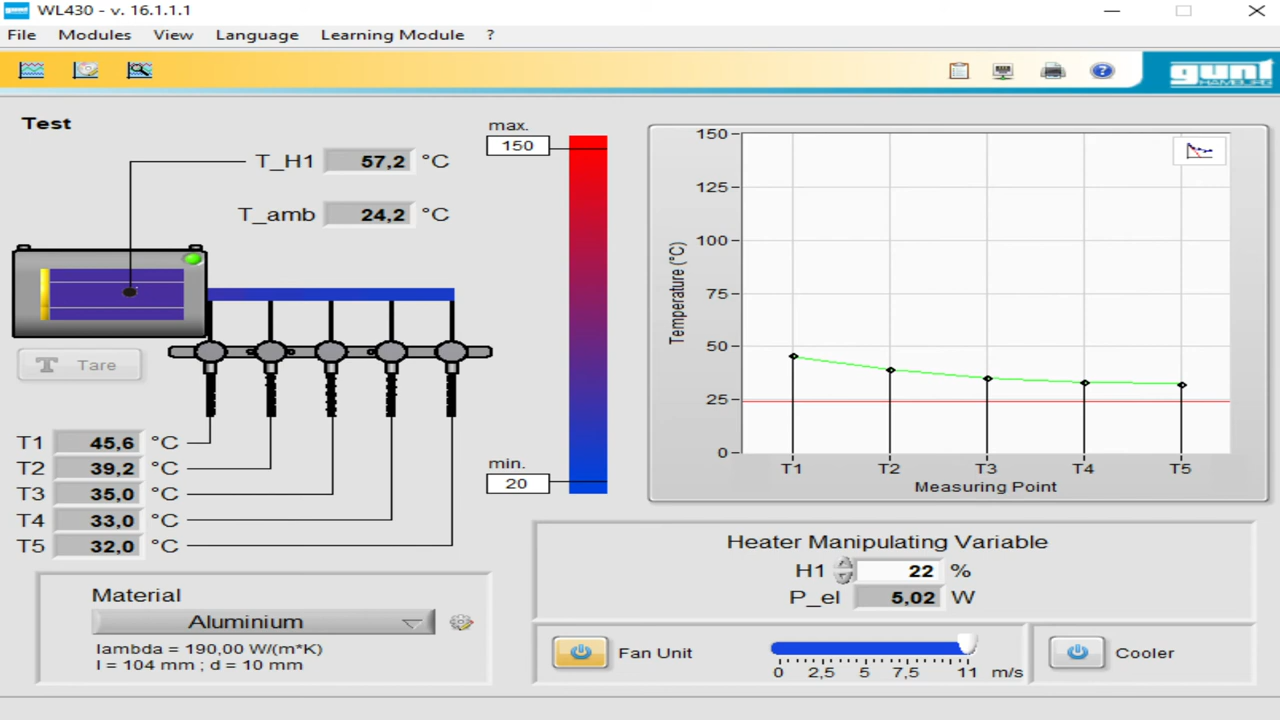 WL430 - v. 16.1.1.1
File Modules View Language Learning Module ?
gunt
HAMBURG
Test
T_H1 57,2 °C
T_amb 24,2 °C
max.
150
min.
20
Tare
T1 45,6 °C
T2 39,2 °C
T3 35,0 °C
T4 33,0 °C
T5 32,0 °C
Material
Aluminium
lambda = 190,00 W/(m*K)
l = 104 mm ; d = 10 mm
Temperature (°C)
150
125
100
75
50
25
0
T1 T2 T3 T4 T5
Measuring Point
Heater Manipulating Variable
H1 22 %
P_el 5,02 W
Fan Unit
0 2,5 5 7,5 11 m/s
Cooler